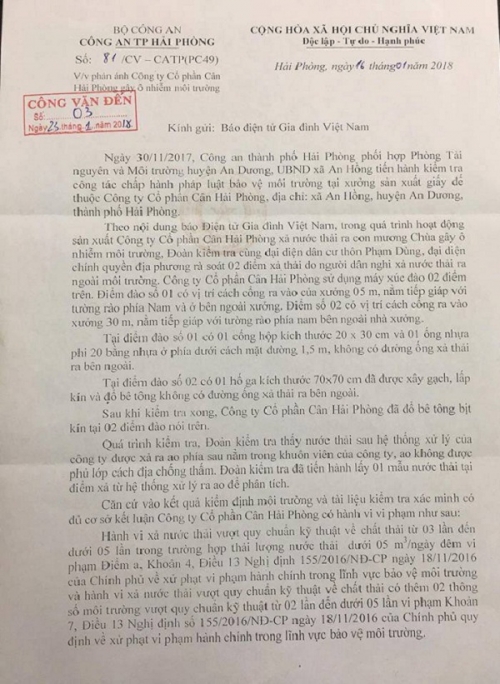 BỘ CÔNG AN
CÔNG AN TP HẢI PHÒNG
Số: 81/CV – CATP(PC49)
V/v phản ánh Công ty Cổ phần Cân
Hải Phòng gây ô nhiễm môi trường
CỘNG HÒA XÃ HỘI CHỦ NGHĨA VIỆT NAM
Độc lập - Tự do - Hạnh phúc
Hải Phòng, ngày 16 tháng 01 năm 2018
CÔNG VĂN ĐẾN
Số: 03
Ngày 23 tháng 1 năm 2018
Kính gửi: Báo điện tử Gia đình Việt Nam
Ngày 30/11/2017, Công an thành phố Hải Phòng phối hợp Phòng Tài
nguyên và Môi trường huyện An Dương, UBND xã An Hồng tiến hành kiểm tra
công tác chấp hành pháp luật bảo vệ môi trường tại xưởng sản xuất giấy đế
thuộc Công ty Cổ phần Cân Hải Phòng, địa chỉ: xã An Hồng, huyện An Dương,
thành phố Hải Phòng.
Theo nội dung báo Điện tử Gia đình Việt Nam, trong quá trình hoạt động
sản xuất Công ty Cổ phần Cân Hải Phòng xả nước thải ra con mương Chùa gây ô
nhiễm môi trường, Đoàn kiểm tra cùng đại diện dân cư thôn Phạm Dùng, đại diện
chính quyền địa phương rà soát 02 điểm xả thải do người dân nghi xả nước thải ra
ngoài môi trường. Công ty Cổ phần Cân Hải Phòng sử dụng máy xúc đào 02 điểm
trên. Điểm đào số 01 có vị trí cách cổng ra vào của xưởng 05 m, nằm tiếp giáp với
tường rào phía Nam và ở bên ngoài xưởng. Điểm số 02 có vị trí cách cổng ra vào
xưởng 30 m, nằm tiếp giáp với tường rào phía nam bên ngoài nhà xưởng.
Tại điểm đào số 01 có 01 cống hộp kích thước 20 x 30 cm và 01 ống nhựa
phi 20 bằng nhựa ở phía dưới cách mặt đường 1,5 m, không có đường ống xả thải
ra bên ngoài.
Tại điểm đào số 02 có 01 hố ga kích thước 70x70 cm đã được xây gạch, lấp
kín và đổ bê tông không có đường ống xả thải ra bên ngoài.
Sau khi kiểm tra xong, Công ty Cổ phần Cân Hải Phòng đã đổ bê tông bịt
kín tại 02 điểm đào nói trên.
Quá trình kiểm tra, Đoàn kiểm tra thấy nước thải sau hệ thống xử lý của
công ty được xả ra ao phía sau nằm trong khuôn viên của công ty, ao không được
phủ lớp cách địa chống thấm. Đoàn kiểm tra đã tiến hành lấy 01 mẫu nước thải tại
điểm xả từ hệ thống xử lý ra ao để phân tích.
Căn cứ vào kết quả kiểm định môi trường và tài liệu kiểm tra xác minh có
đủ cơ sở kết luận Công ty Cổ phần Cân Hải Phòng có hành vi vi phạm như sau:
Hành vi xả nước thải vượt quy chuẩn kỹ thuật về chất thải từ 03 lần đến
dưới 05 lần trong trường hợp thải lượng nước thải dưới 05 m³/ngày đêm vi
phạm Điểm a, Khoản 4, Điều 13 Nghị định 155/2016/NĐ-CP ngày 18/11/2016
của Chính phủ về xử phạt vi phạm hành chính trong lĩnh vực bảo vệ môi trường
và hành vi xả nước thải vượt quy chuẩn kỹ thuật về chất thải có thêm 02 thông
số môi trường vượt quy chuẩn kỹ thuật từ 02 lần đến dưới 05 lần vi phạm Khoản
7, Điều 13 Nghị định số 155/2016/NĐ-CP ngày 18/11/2016 của Chính phủ quy
định về xử phạt vi phạm hành chính trong lĩnh vực bảo vệ môi trường.